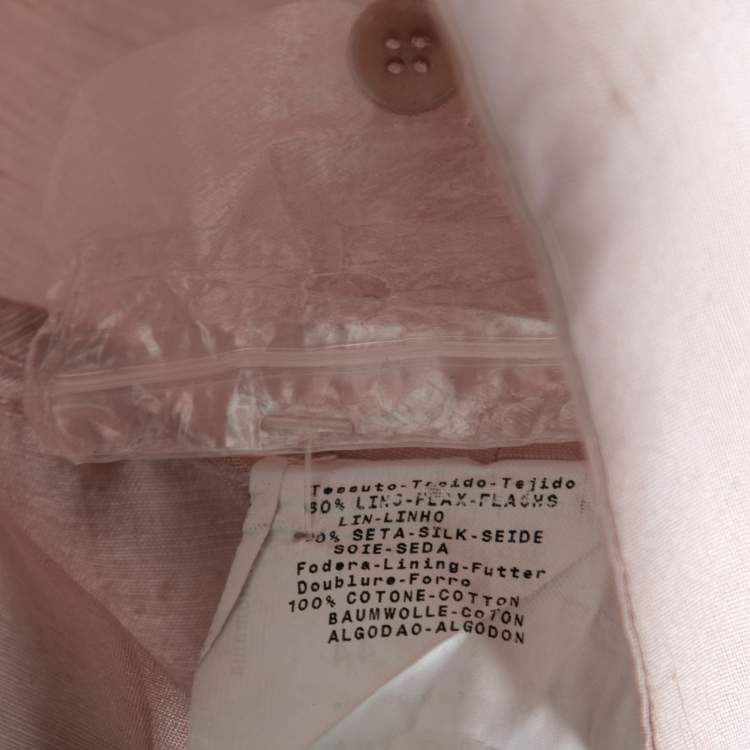 Tessuto-Tecido-Tejido
LINO-FLAX-FLACHS
LIN-LINHO
SETA-SILK-SEIDE
SOIE-SEDA
Fodera-Lining-Futter
Doublure-Forro
100% COTONE-COTTON
BAUMWOLLE-COTON
ALGODAO-ALGODON